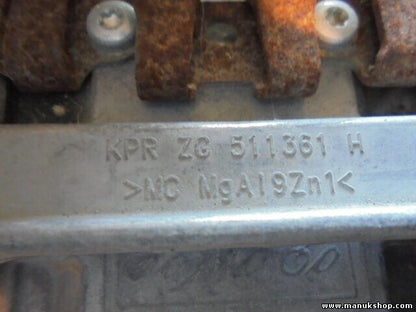 KPR ZG 511361 H
>MC MgAl9Zn1<
www.manukshop.com